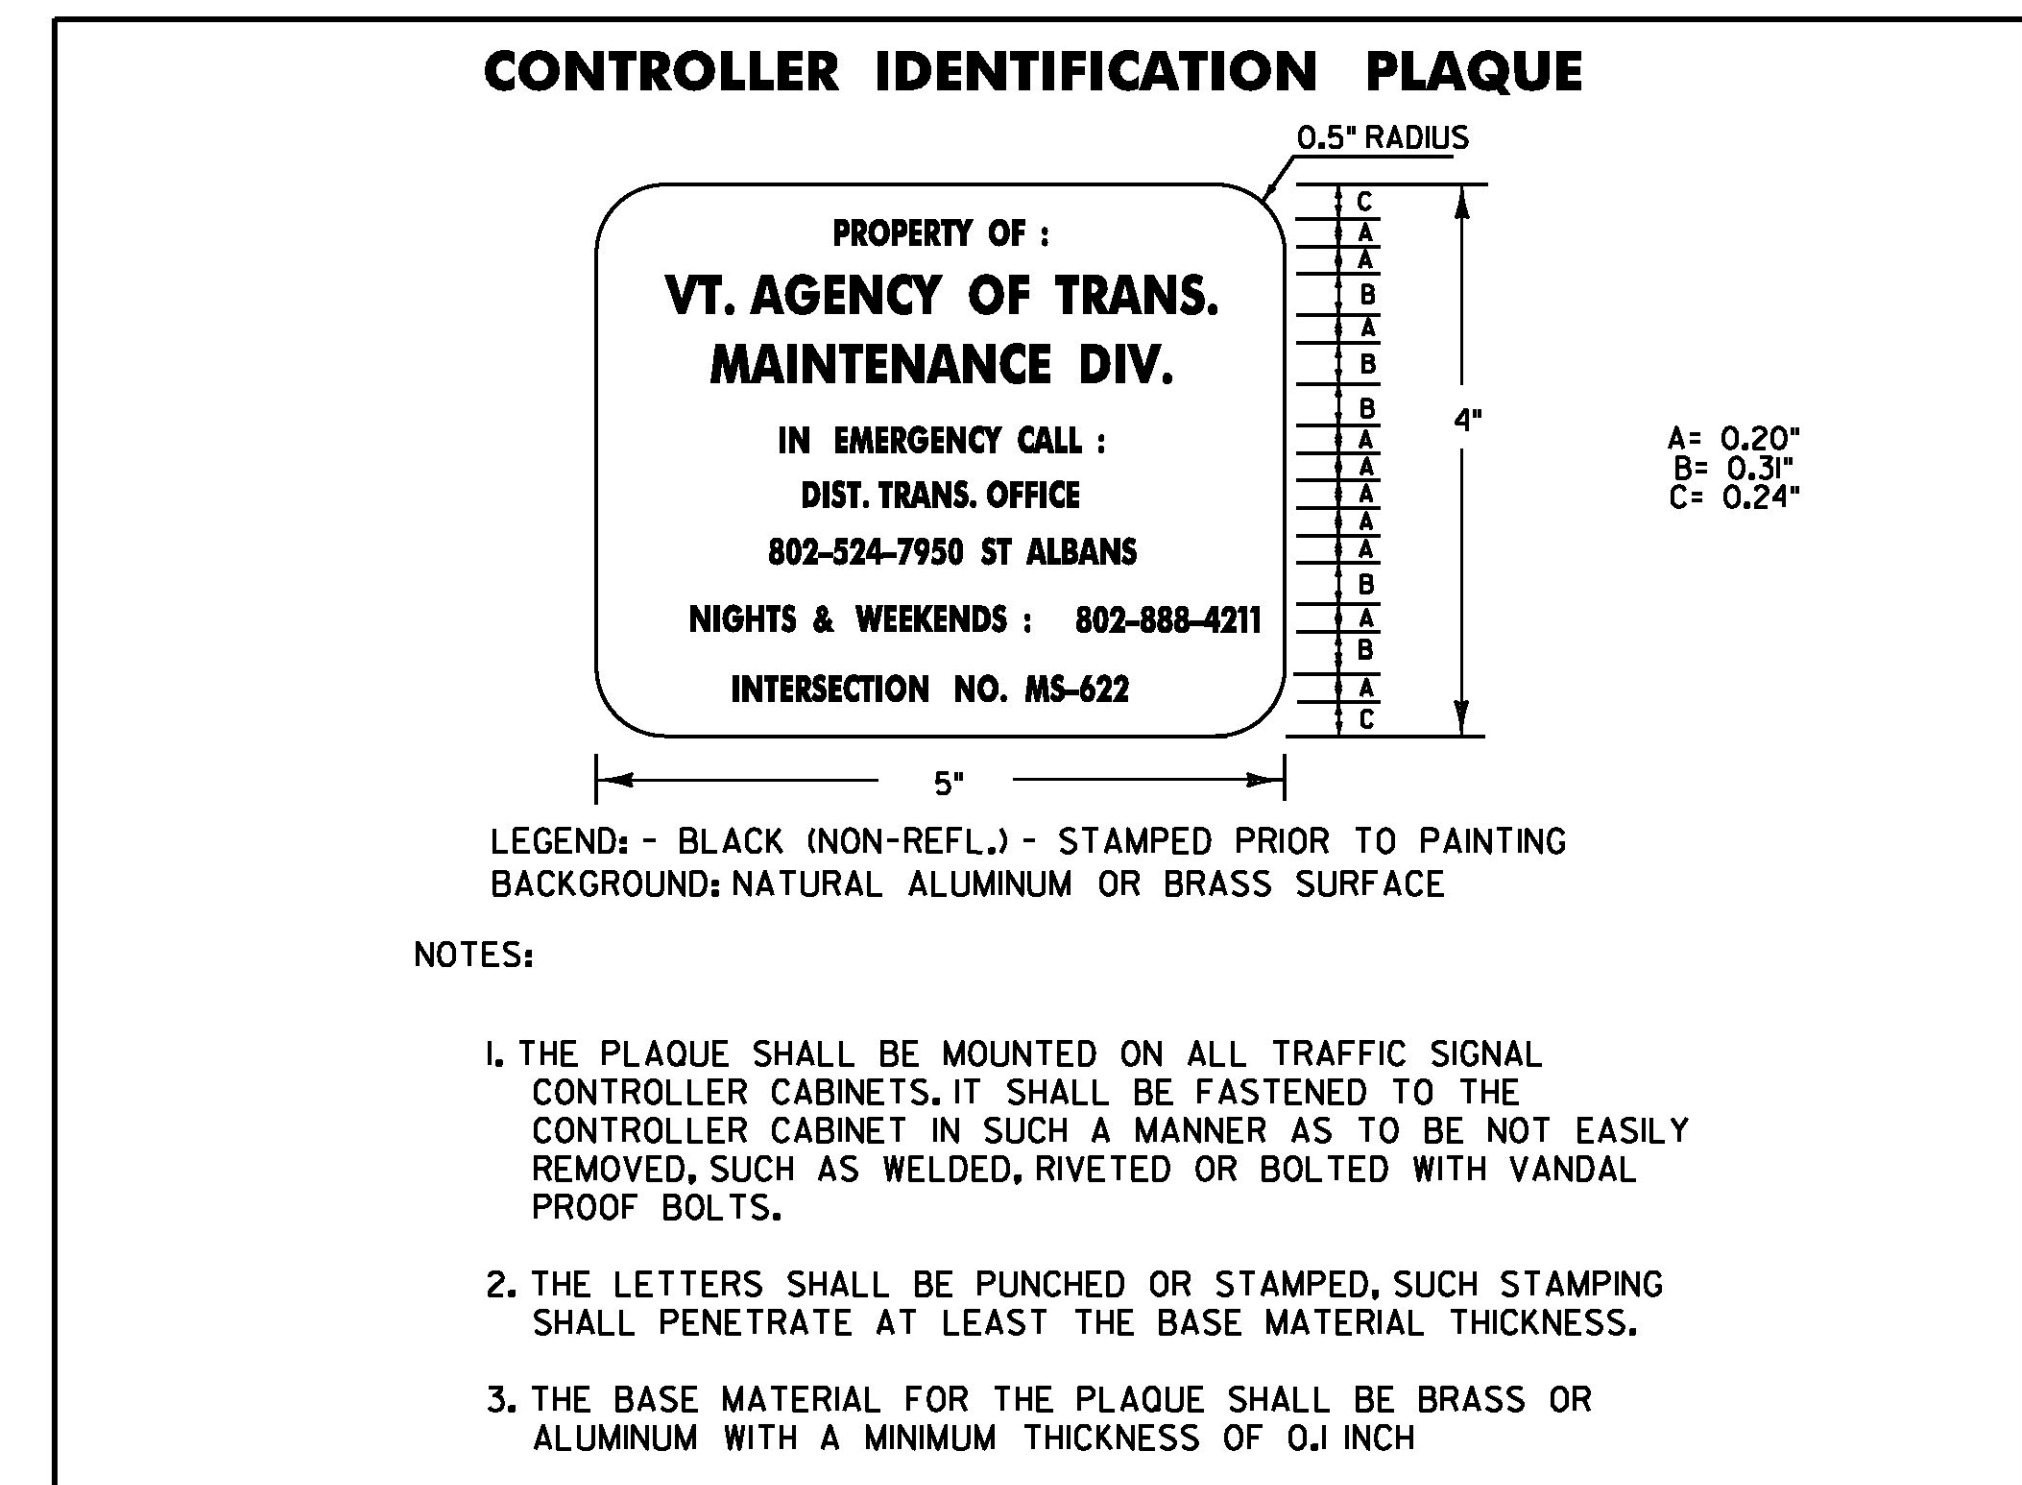 CONTROLLER IDENTIFICATION PLAQUE
0.5" RADIUS
PROPERTY OF :
VT. AGENCY OF TRANS.
MAINTENANCE DIV.
IN EMERGENCY CALL :
DIST. TRANS. OFFICE
802-524-7950 ST ALBANS
NIGHTS & WEEKENDS : 802-888-4211
INTERSECTION NO. MS-622
C
A
A
B
A
B
B
A
A
A
A
A
B
A
B
A
C
4"
5"
A= 0.20"
B= 0.31"
C= 0.24"
LEGEND: - BLACK (NON-REFL.) - STAMPED PRIOR TO PAINTING
BACKGROUND: NATURAL ALUMINUM OR BRASS SURFACE
NOTES:
1. THE PLAQUE SHALL BE MOUNTED ON ALL TRAFFIC SIGNAL
CONTROLLER CABINETS. IT SHALL BE FASTENED TO THE
CONTROLLER CABINET IN SUCH A MANNER AS TO BE NOT EASILY
REMOVED, SUCH AS WELDED, RIVETED OR BOLTED WITH VANDAL
PROOF BOLTS.
2. THE LETTERS SHALL BE PUNCHED OR STAMPED, SUCH STAMPING
SHALL PENETRATE AT LEAST THE BASE MATERIAL THICKNESS.
3. THE BASE MATERIAL FOR THE PLAQUE SHALL BE BRASS OR
ALUMINUM WITH A MINIMUM THICKNESS OF 0.1 INCH